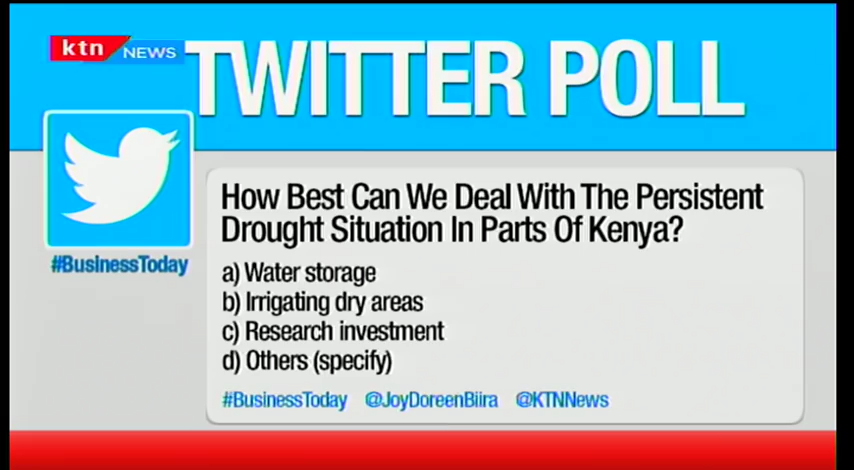 ktn NEWS
TWITTER POLL
#BusinessToday
How Best Can We Deal With The Persistent
Drought Situation In Parts Of Kenya?
a) Water storage
b) Irrigating dry areas
c) Research investment
d) Others (specify)
#BusinessToday @JoyDoreenBiira @KTNNews